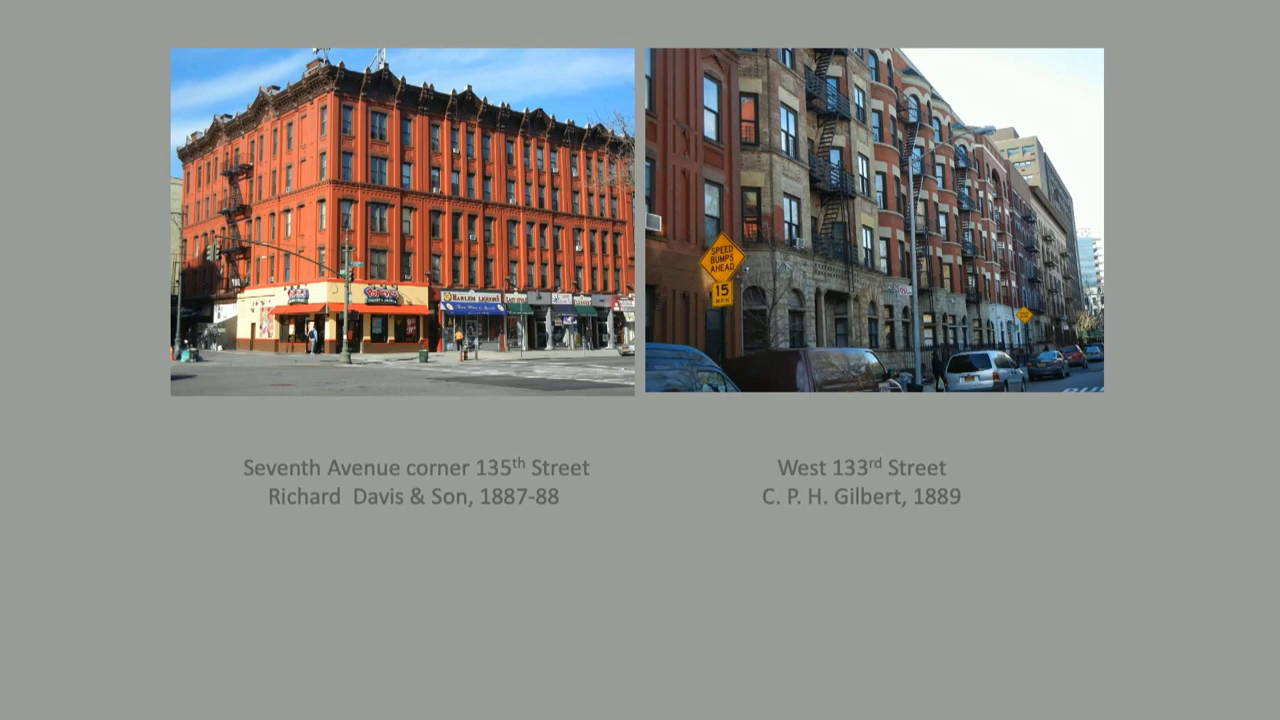 POPEYES
HARLEM LIQUORS
SPEED
BUMPS
AHEAD
15
MPH
Seventh Avenue corner 135th Street
Richard  Davis & Son, 1887-88
West 133rd Street
C. P. H. Gilbert, 1889